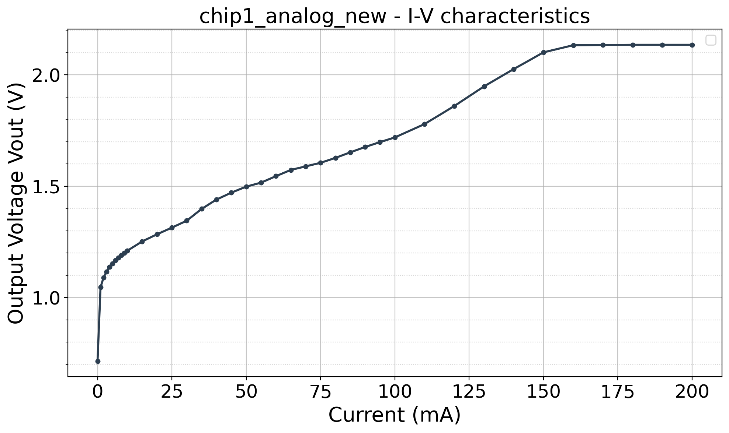 chip1_analog_new - I-V characteristics
Output Voltage Vout (V)
2.0
1.5
1.0
0 25 50 75 100 125 150 175 200
Current (mA)